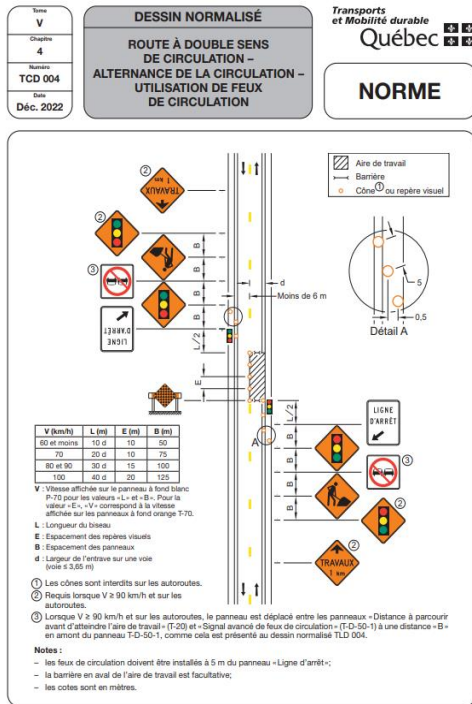 Tome
V
Chapitre
4
Numéro
TCD 004
Date
Déc. 2022
DESSIN NORMALISÉ
ROUTE À DOUBLE SENS
DE CIRCULATION –
ALTERNANCE DE LA CIRCULATION –
UTILISATION DE FEUX
DE CIRCULATION
Transports
et Mobilité durable
Québec
NORME
Aire de travail
Barrière
Cône ① ou repère visuel
②
TRAVAUX
1 km
②
③
LIGNE
D'ARRÊT
B
B
B
B
L/2
E
d
Moins de 6 m
5
0,5
Détail A
A
L/2
B
B
B
B
LIGNE
D'ARRÊT
③
②
②
TRAVAUX
1 km
V (km/h) L (m) E (m) B (m)
60 et moins 10 d 10 50
70 20 d 10 75
80 et 90 30 d 15 100
100 40 d 20 125
V : Vitesse affichée sur le panneau à fond blanc
P-70 pour les valeurs «L» et «B». Pour la
valeur «E», «V» correspond à la vitesse
affichée sur les panneaux à fond orange T-70.
L : Longueur du biseau
E : Espacement des repères visuels
B : Espacement des panneaux
d : Largeur de l'entrave sur une voie
(voie ≤ 3,65 m)
① Les cônes sont interdits sur les autoroutes.
② Requis lorsque V ≥ 90 km/h et sur les
autoroutes.
③ Lorsque V ≥ 90 km/h et sur les autoroutes, le panneau est déplacé entre les panneaux «Distance à parcourir
avant d'atteindre l'aire de travail» (T-20) et «Signal avancé de feux de circulation» (T-D-50-1) à une distance «B»
en amont du panneau T-D-50-1, comme cela est présenté au dessin normalisé TLD 004.
Notes :
– les feux de circulation doivent être installés à 5 m du panneau «Ligne d'arrêt»;
– la barrière en aval de l'aire de travail est facultative;
– les cotes sont en mètres.